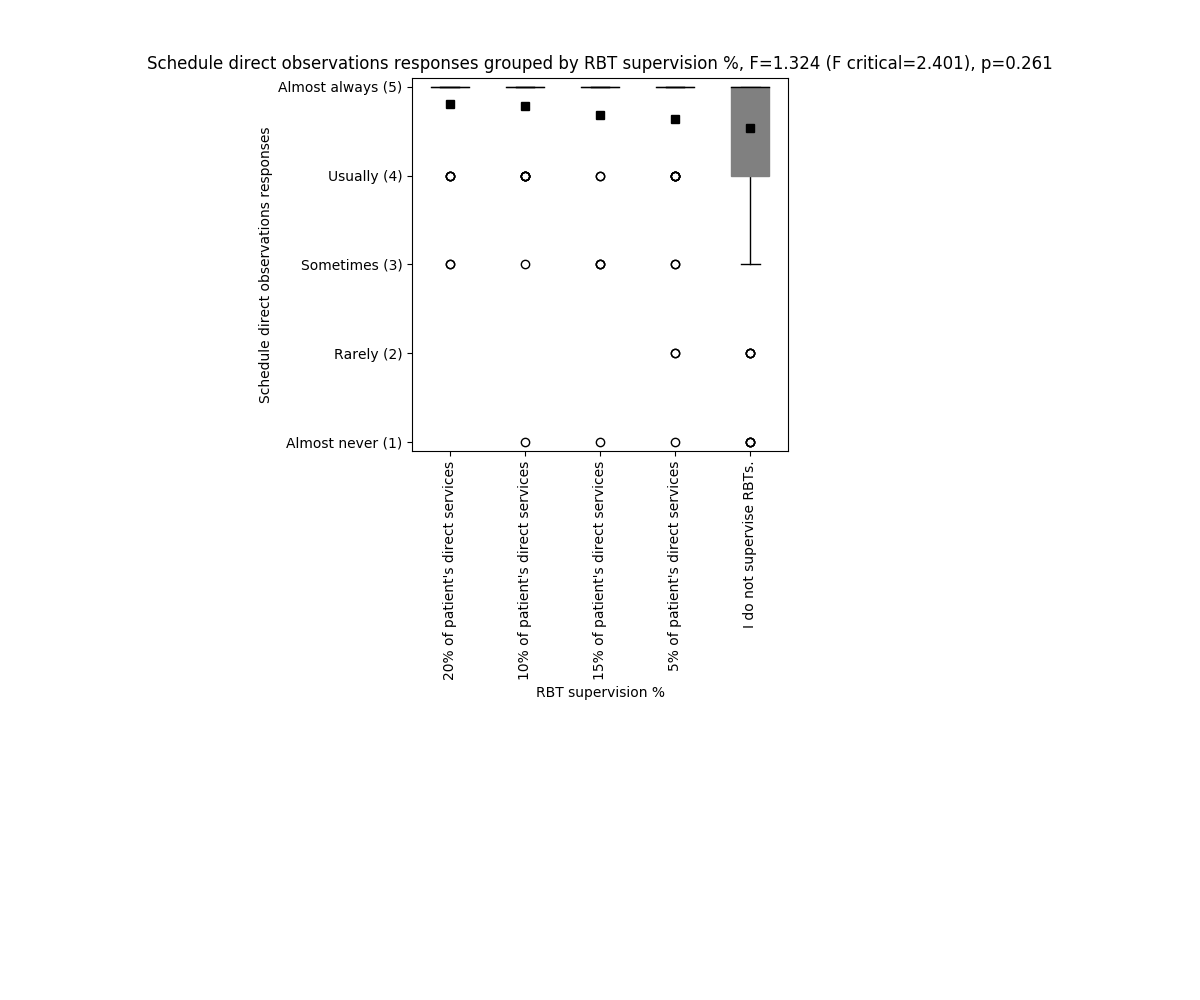 Schedule direct observations responses grouped by RBT supervision %, F=1.324 (F critical=2.401), p=0.261
Schedule direct observations responses
Almost always (5)
Usually (4)
Sometimes (3)
Rarely (2)
Almost never (1)
20% of patient's direct services
10% of patient's direct services
15% of patient's direct services
5% of patient's direct services
I do not supervise RBTs.
RBT supervision %